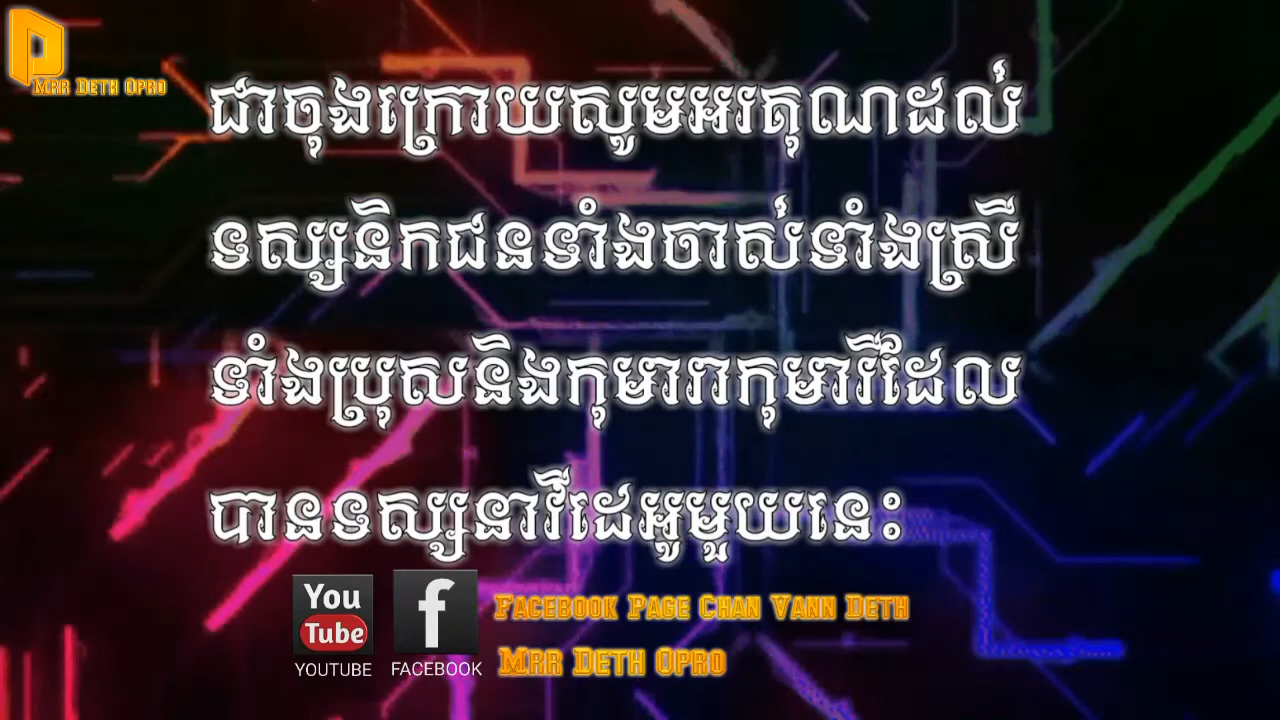 Mrr Deth Opro
ជាចុងក្រោយសូមអរគុណដល់
ទស្សនិកជនទាំងចាស់ទាំងស្រី
ទាំងប្រុសនិងកុមារាកុមារីដែល
បានទស្សនាវីដេអូមួយនេះ
You
Tube
f
Facebook Page Chan Vann Deth
YOUTUBE
FACEBOOK
Mrr Deth Opro